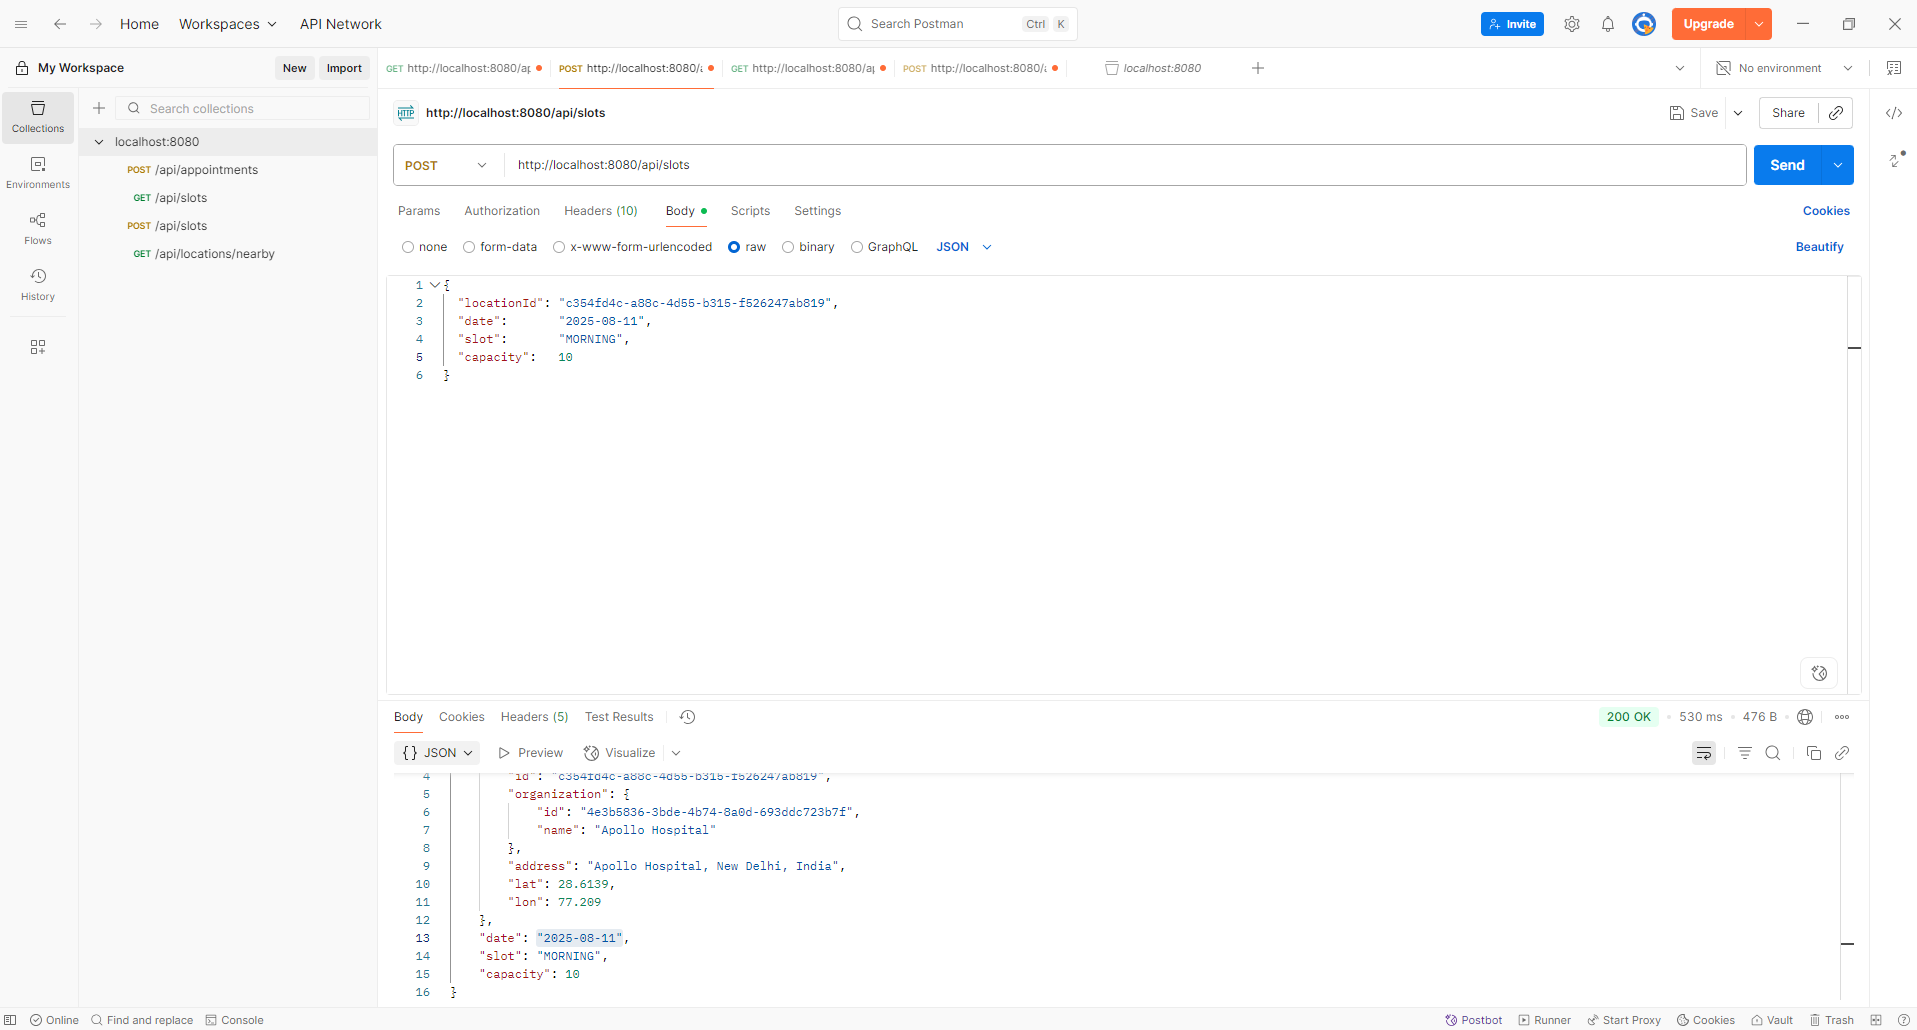 Home Workspaces API Network Search Postman Ctrl K Invite Upgrade
My Workspace New Import GET http://localhost:8080/ap POST http://localhost:8080/a GET http://localhost:8080/ap POST http://localhost:8080/a localhost:8080 No environment
Search collections
Collections
Environments
Flows
History
localhost:8080
POST /api/appointments
GET /api/slots
POST /api/slots
GET /api/locations/nearby
HTTP http://localhost:8080/api/slots Save Share
POST http://localhost:8080/api/slots Send
Params Authorization Headers (10) Body Scripts Settings Cookies
none form-data x-www-form-urlencoded raw binary GraphQL JSON Beautify
1 {
2 "locationId": "c354fd4c-a88c-4d55-b315-f526247ab819",
3 "date": "2025-08-11",
4 "slot": "MORNING",
5 "capacity": 10
6 }
Body Cookies Headers (5) Test Results 200 OK 530 ms 476 B
{} JSON Preview Visualize
4 "id": "c354fd4c-a88c-4d55-b315-f526247ab819",
5 "organization": {
6 "id": "4e3b5836-3bde-4b74-8a0d-693ddc723b7f",
7 "name": "Apollo Hospital"
8 },
9 "address": "Apollo Hospital, New Delhi, India",
10 "lat": 28.6139,
11 "lon": 77.209
12 },
13 "date": "2025-08-11",
14 "slot": "MORNING",
15 "capacity": 10
16 }
Online Find and replace Console Postbot Runner Start Proxy Cookies Vault Trash